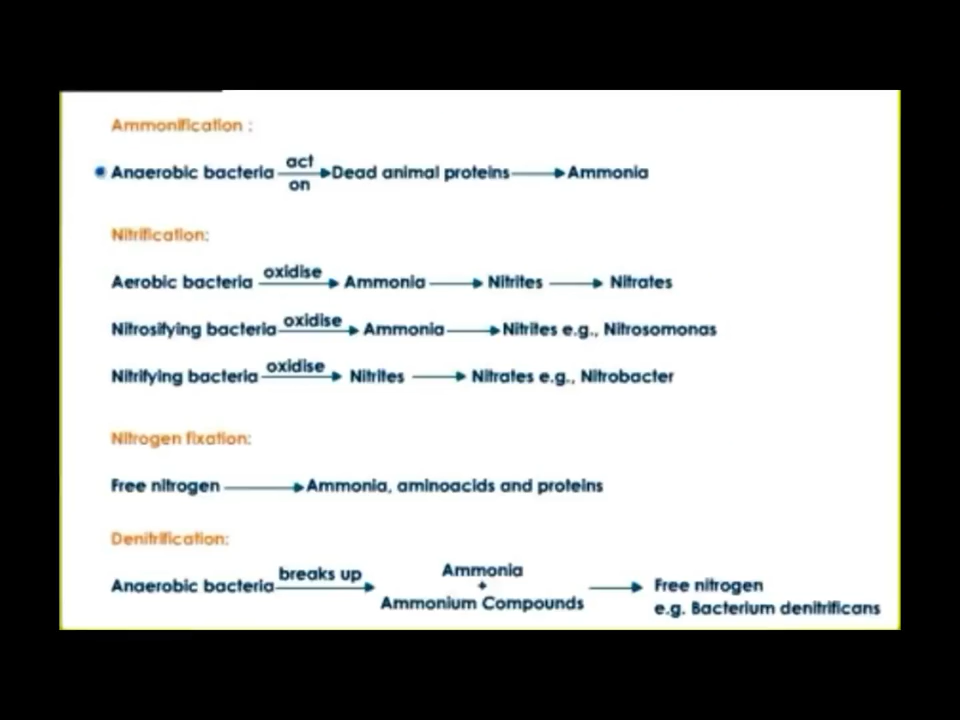 Ammonification :
Anaerobic bacteria act on Dead animal proteins Ammonia
Nitrification:
Aerobic bacteria oxidise Ammonia Nitrites Nitrates
Nitrosifying bacteria oxidise Ammonia Nitrites e.g., Nitrosomonas
Nitrifying bacteria oxidise Nitrites Nitrates e.g., Nitrobacter
Nitrogen fixation:
Free nitrogen Ammonia, aminoacids and proteins
Denitrification:
Anaerobic bacteria breaks up Ammonia + Ammonium Compounds Free nitrogen
e.g. Bacterium denitrificans